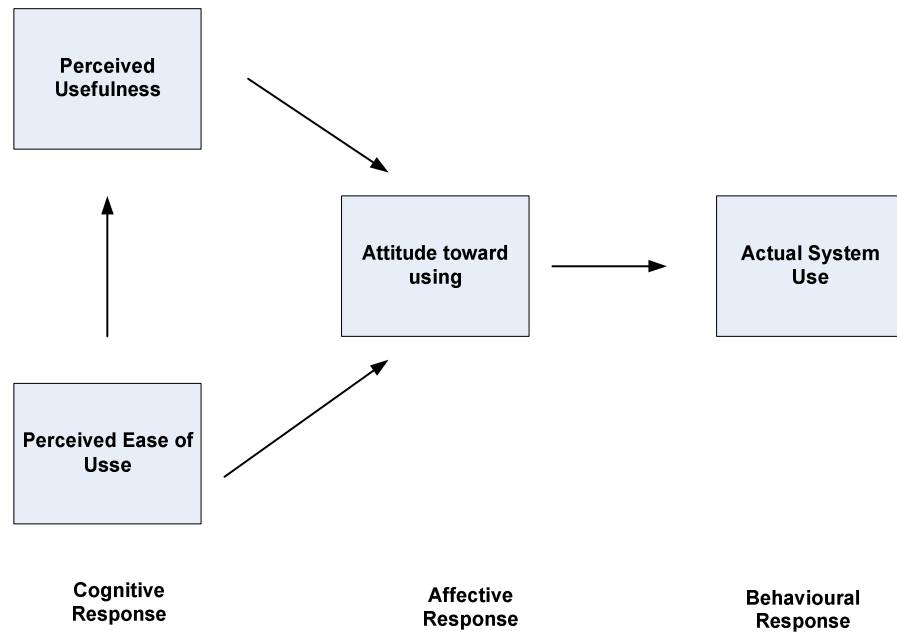 Perceived
Usefulness
Attitude toward
using
Actual System
Use
Perceived Ease of
Usse
Cognitive
Response
Affective
Response
Behavioural
Response